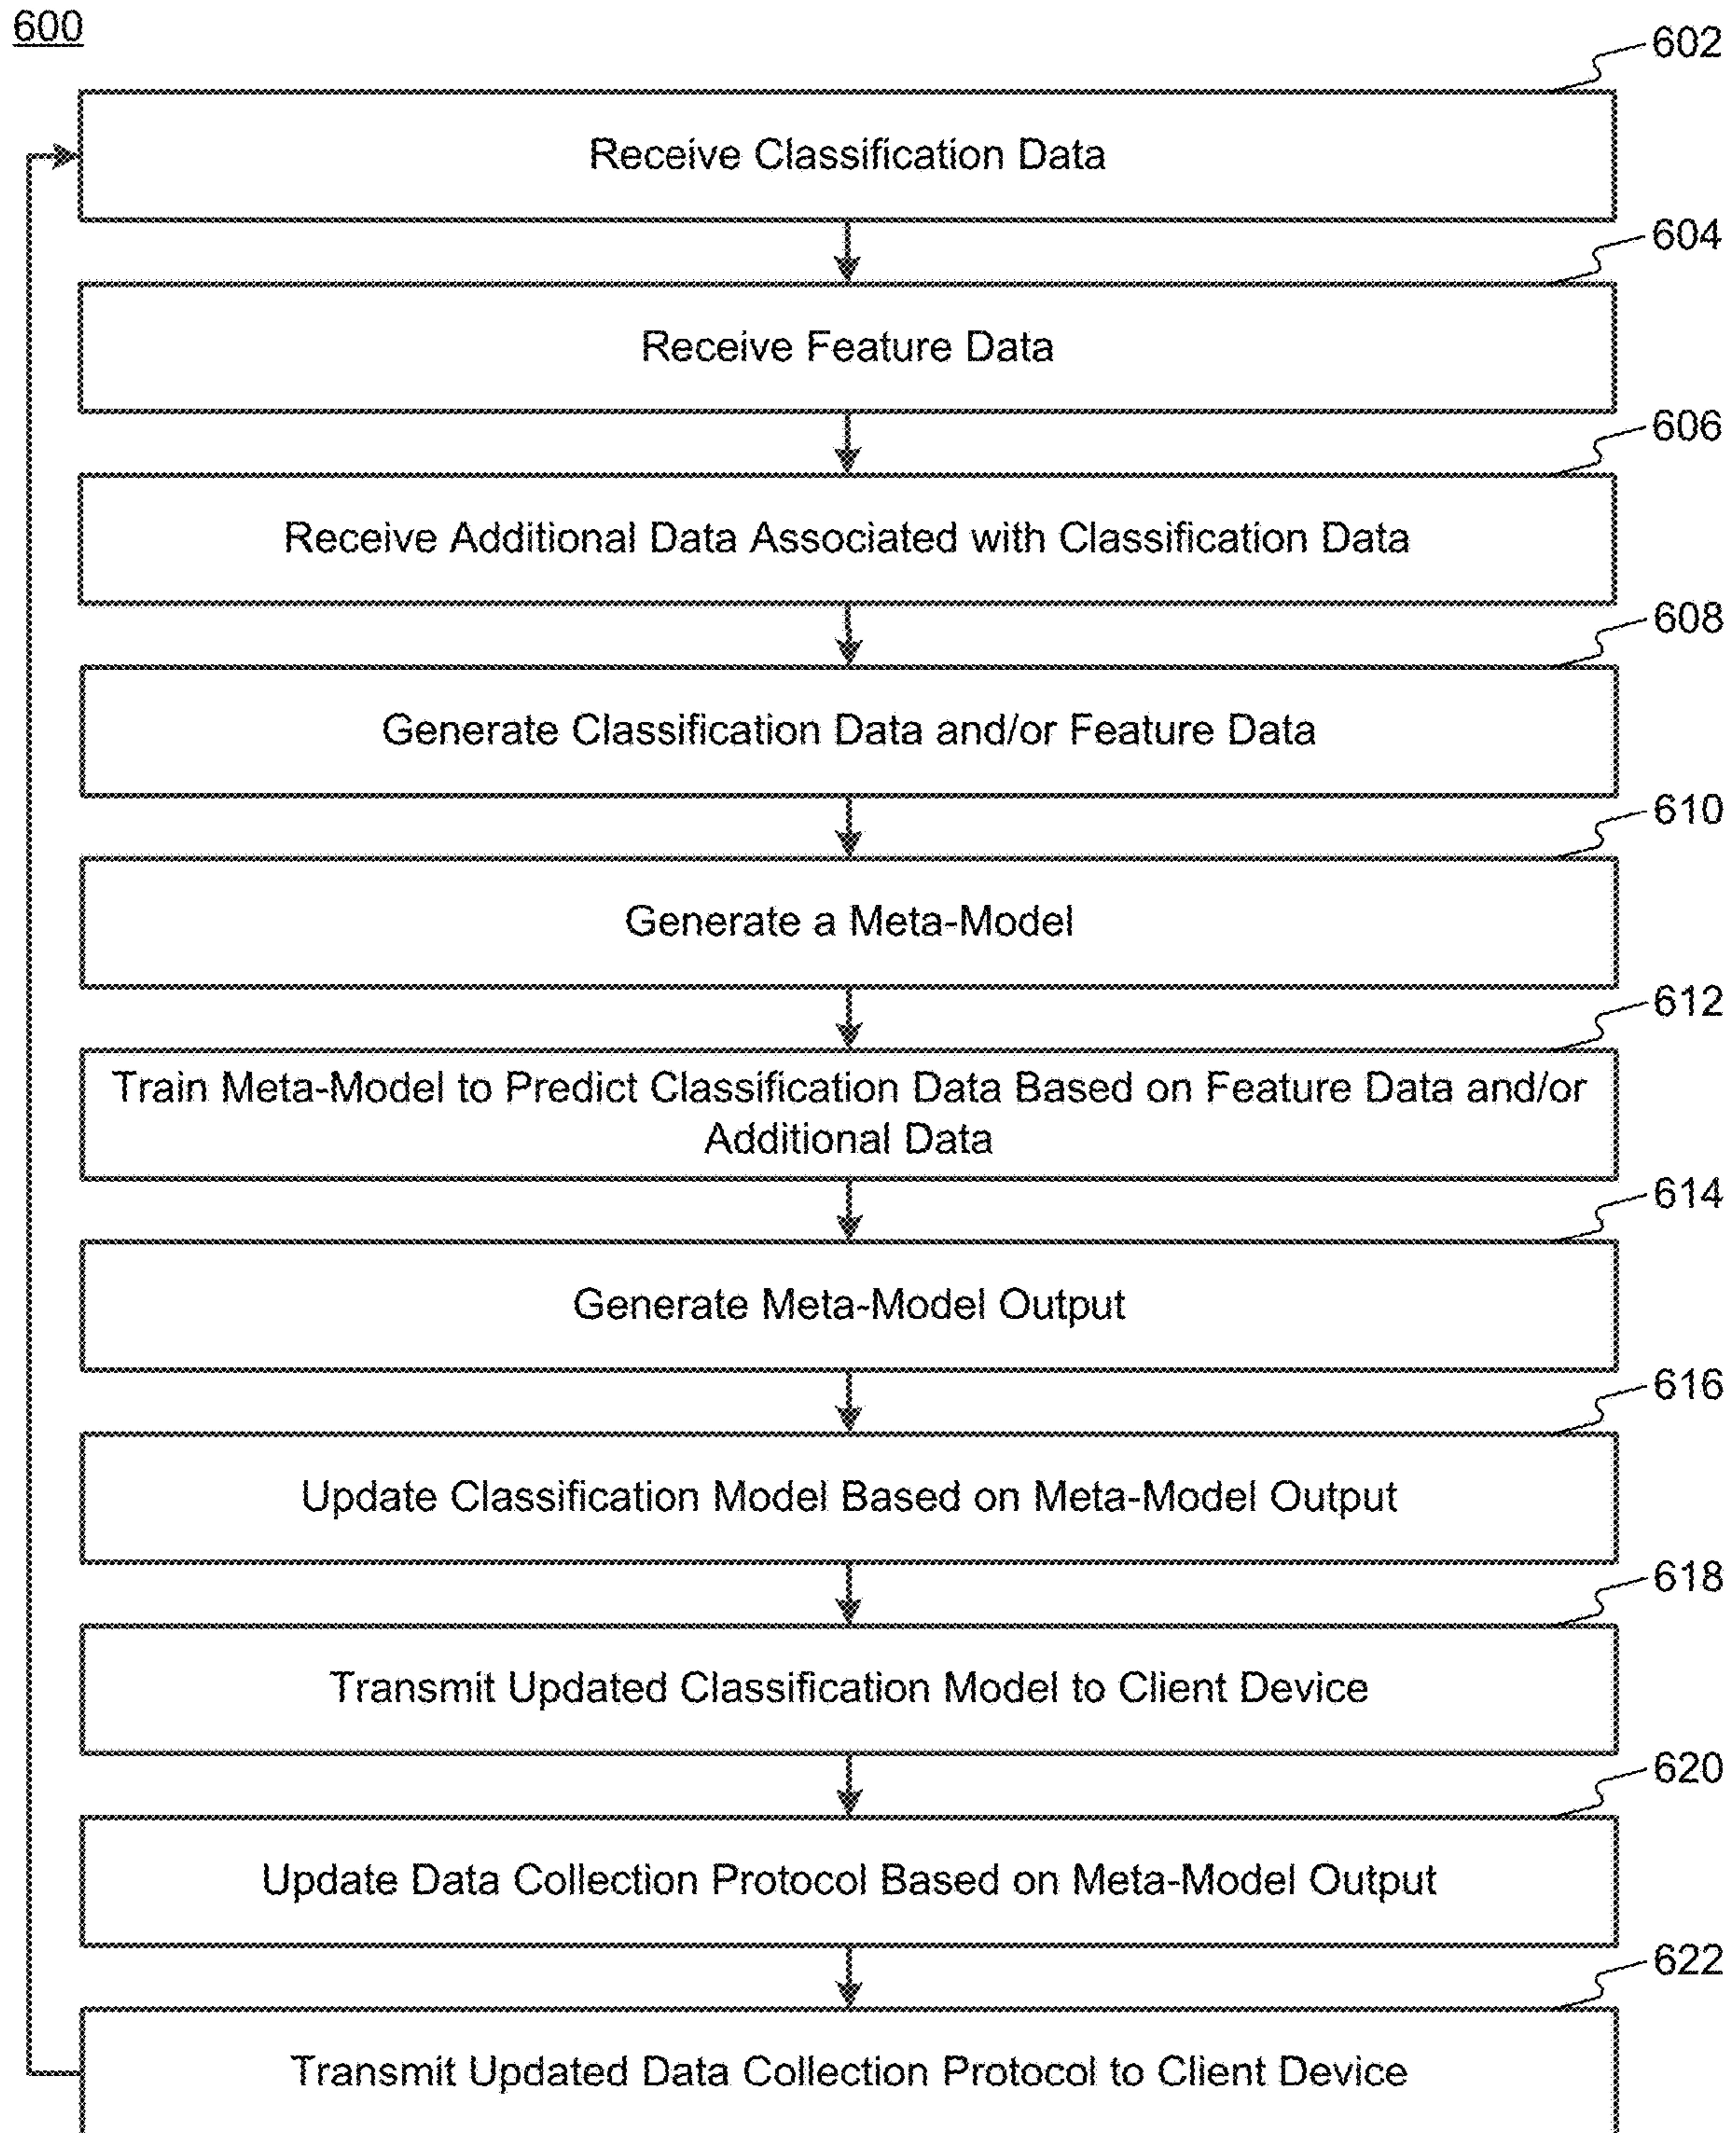 600
602
Receive Classification Data
604
Receive Feature Data
606
Receive Additional Data Associated with Classification Data
608
Generate Classification Data and/or Feature Data
610
Generate a Meta-Model
612
Train Meta-Model to Predict Classification Data Based on Feature Data and/or
Additional Data
614
Generate Meta-Model Output
616
Update Classification Model Based on Meta-Model Output
618
Transmit Updated Classification Model to Client Device
620
Update Data Collection Protocol Based on Meta-Model Output
622
Transmit Updated Data Collection Protocol to Client Device